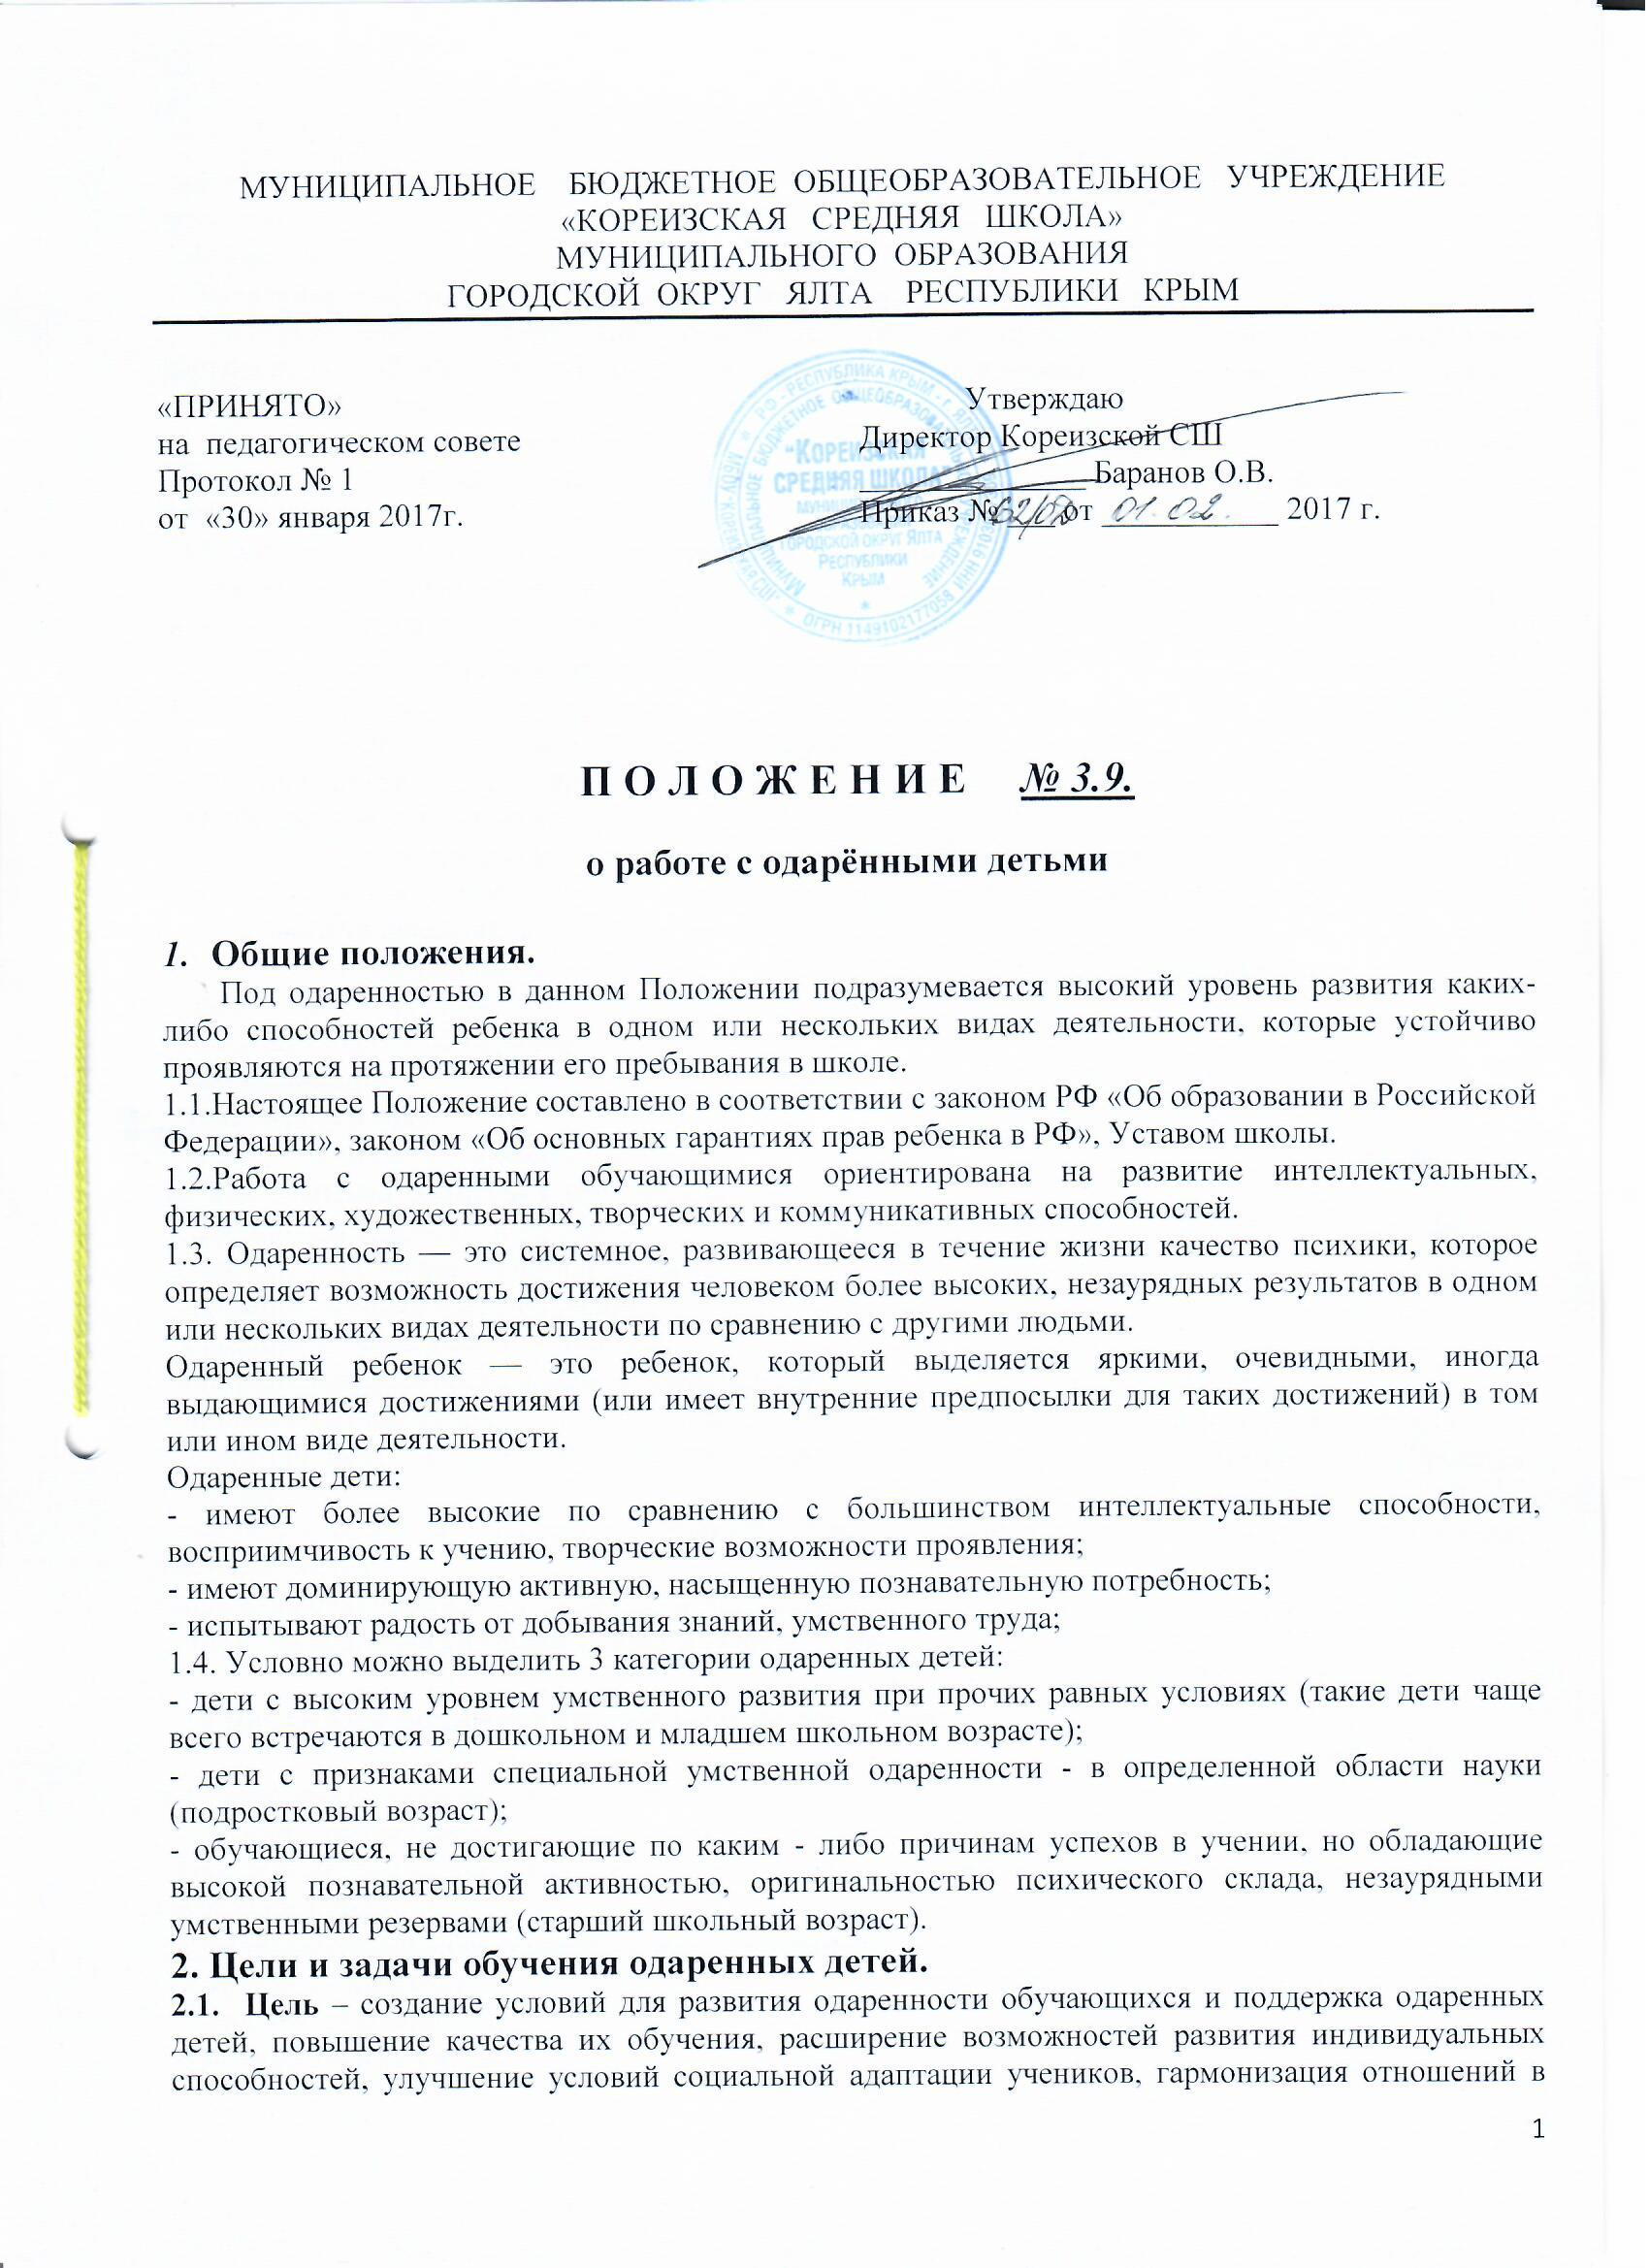 МУНИЦИПАЛЬНОЕ БЮДЖЕТНОЕ ОБЩЕОБРАЗОВАТЕЛЬНОЕ УЧРЕЖДЕНИЕ
«КОРЕИЗСКАЯ СРЕДНЯЯ ШКОЛА»
МУНИЦИПАЛЬНОГО ОБРАЗОВАНИЯ
ГОРОДСКОЙ ОКРУГ ЯЛТА РЕСПУБЛИКИ КРЫМ
«ПРИНЯТО»
на педагогическом совете
Протокол № 1
от «30» января 2017г.
Утверждаю
Директор Кореизской СШ
Баранов О.В.
Приказ № от 01.02. 2017 г.
"КОРЕИЗСКАЯ
СРЕДНЯЯ ШКОЛА"
ГОРОДСКОЙ ОКРУГ ЯЛТА
РЕСПУБЛИКИ
КРЫМ
ОГРН 1149102177058
П О Л О Ж Е Н И Е № 3.9.
о работе с одарёнными детьми
1. Общие положения.
Под одаренностью в данном Положении подразумевается высокий уровень развития каких-
либо способностей ребенка в одном или нескольких видах деятельности, которые устойчиво
проявляются на протяжении его пребывания в школе.
1.1.Настоящее Положение составлено в соответствии с законом РФ «Об образовании в Российской
Федерации», законом «Об основных гарантиях прав ребенка в РФ», Уставом школы.
1.2.Работа с одаренными обучающимися ориентирована на развитие интеллектуальных,
физических, художественных, творческих и коммуникативных способностей.
1.3. Одаренность — это системное, развивающееся в течение жизни качество психики, которое
определяет возможность достижения человеком более высоких, незаурядных результатов в одном
или нескольких видах деятельности по сравнению с другими людьми.
Одаренный ребенок — это ребенок, который выделяется яркими, очевидными, иногда
выдающимися достижениями (или имеет внутренние предпосылки для таких достижений) в том
или ином виде деятельности.
Одаренные дети:
- имеют более высокие по сравнению с большинством интеллектуальные способности,
восприимчивость к учению, творческие возможности проявления;
- имеют доминирующую активную, насыщенную познавательную потребность;
- испытывают радость от добывания знаний, умственного труда;
1.4. Условно можно выделить 3 категории одаренных детей:
- дети с высоким уровнем умственного развития при прочих равных условиях (такие дети чаще
всего встречаются в дошкольном и младшем школьном возрасте);
- дети с признаками специальной умственной одаренности - в определенной области науки
(подростковый возраст);
- обучающиеся, не достигающие по каким - либо причинам успехов в учении, но обладающие
высокой познавательной активностью, оригинальностью психического склада, незаурядными
умственными резервами (старший школьный возраст).
2. Цели и задачи обучения одаренных детей.
2.1. Цель – создание условий для развития одаренности обучающихся и поддержка одаренных
детей, повышение качества их обучения, расширение возможностей развития индивидуальных
способностей, улучшение условий социальной адаптации учеников, гармонизация отношений в
1